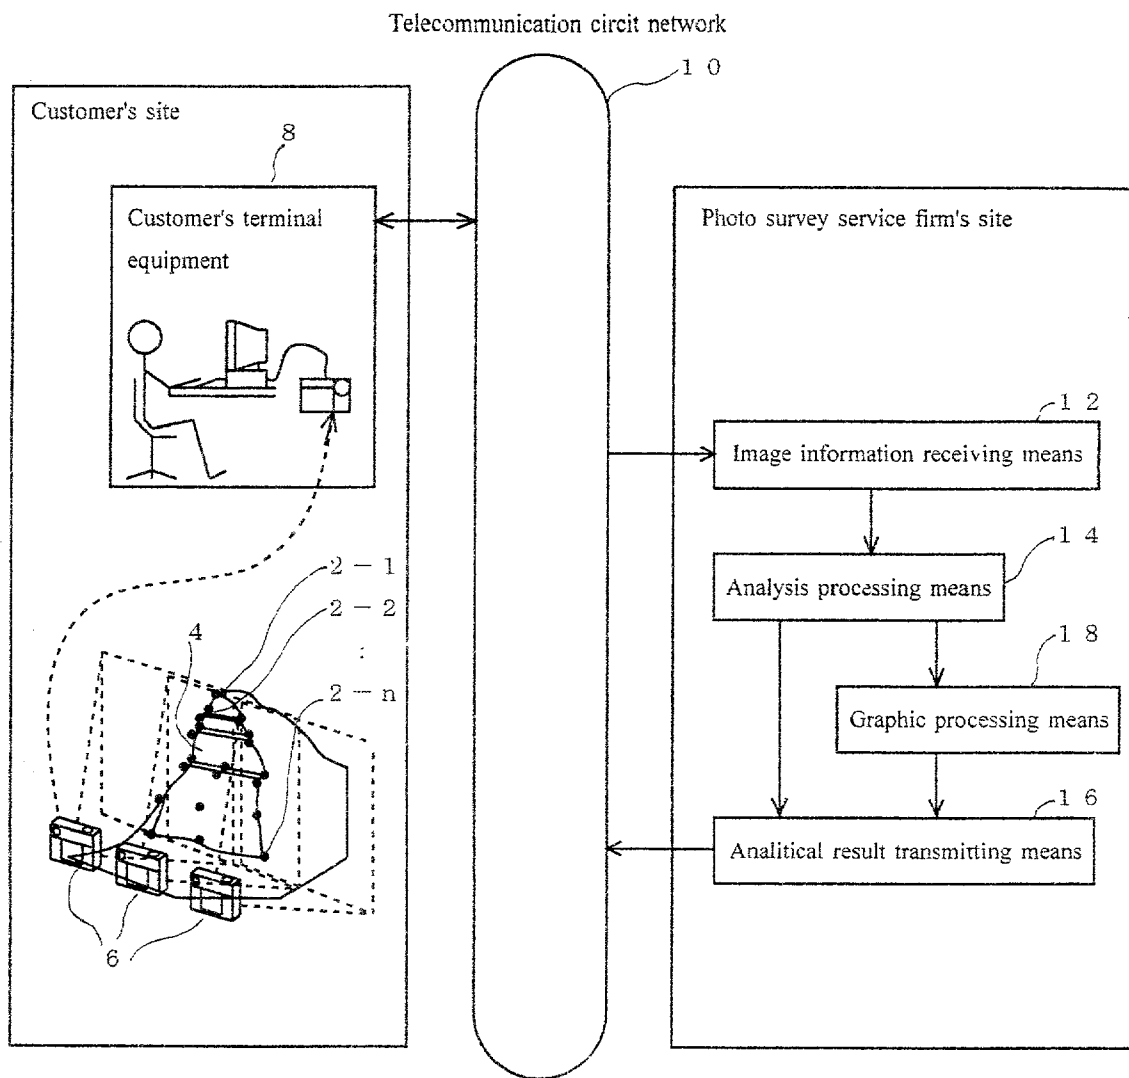 Telecommunication circit network
1 0
Customer's site
8
Customer's terminal
equipment
Photo survey service firm's site
1 2
Image information receiving means
1 4
Analysis processing means
1 8
Graphic processing means
1 6
Analitical result transmitting means
2 - 1
2 - 2
4
:
2 - n
6